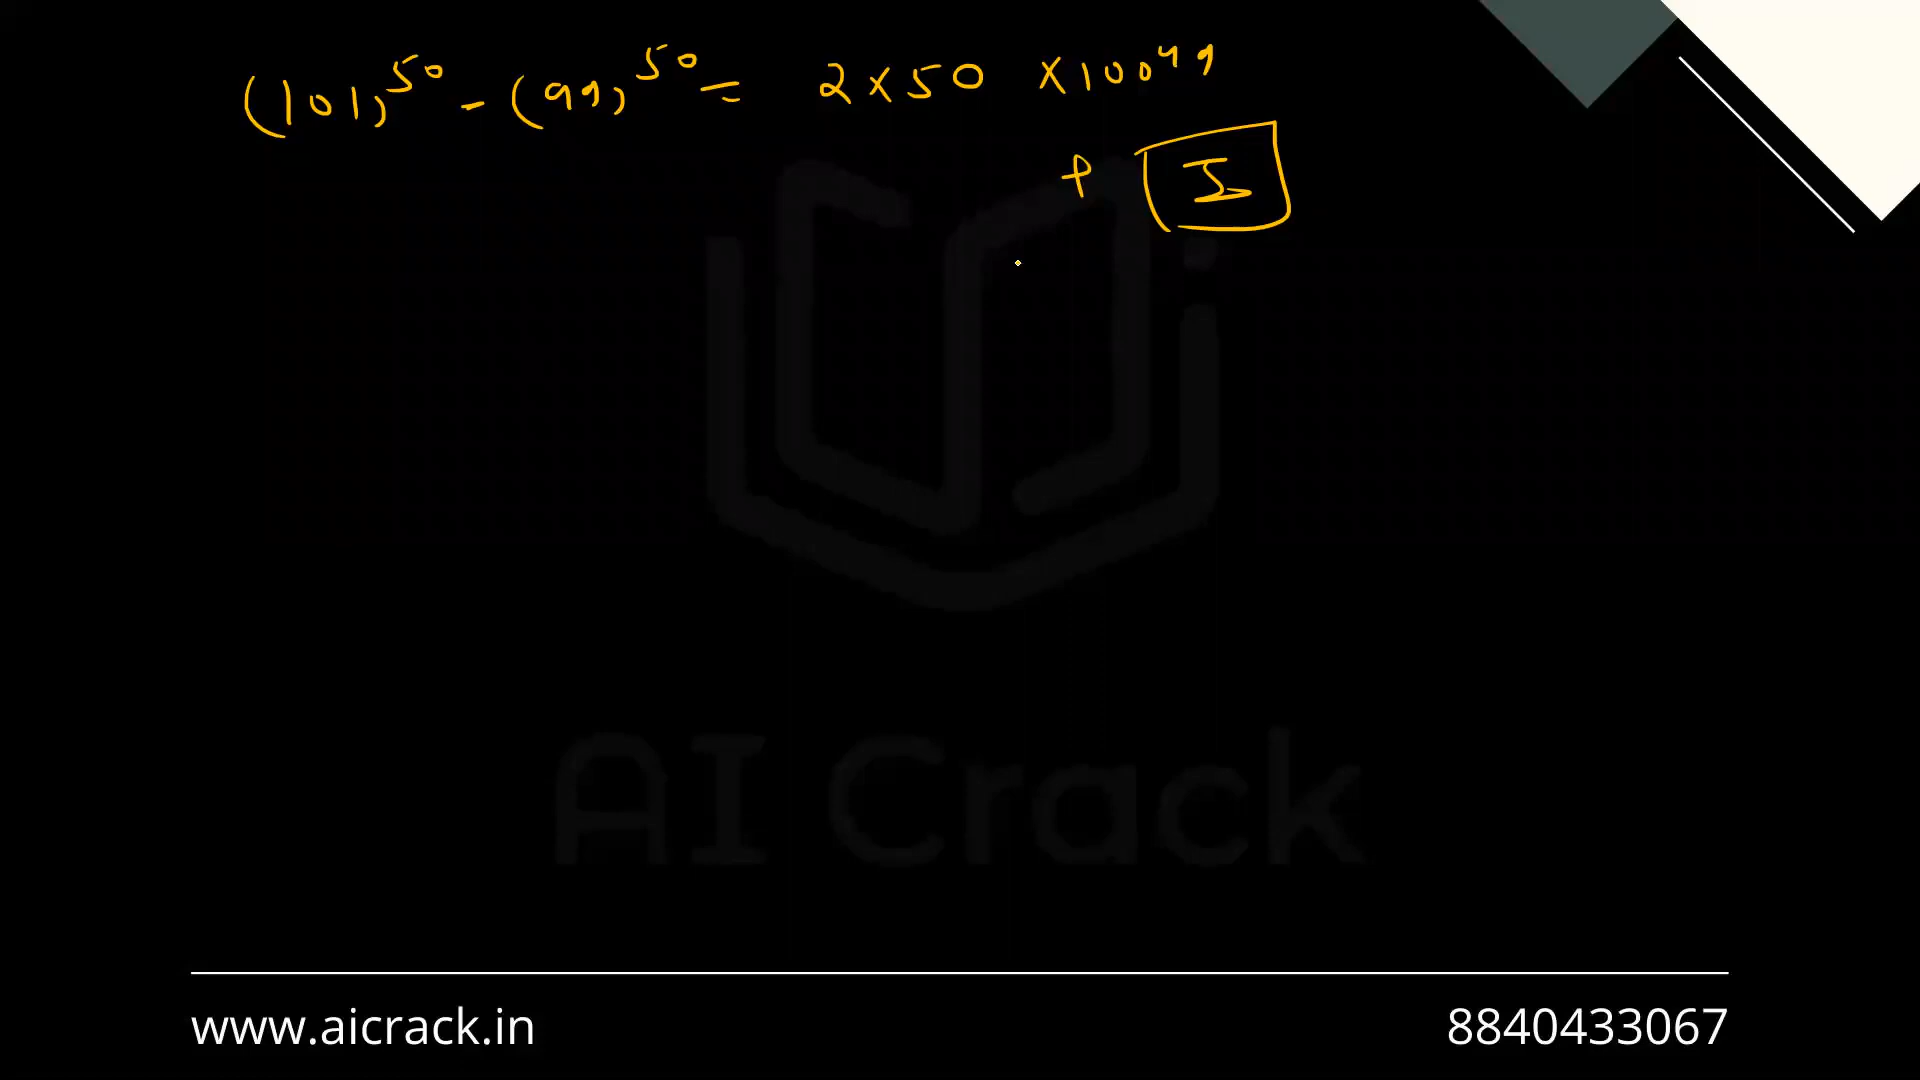 (101)^50 - (99)^50 = 2 × 50 × 100^49
+ I
AI Crack
www.aicrack.in
8840433067